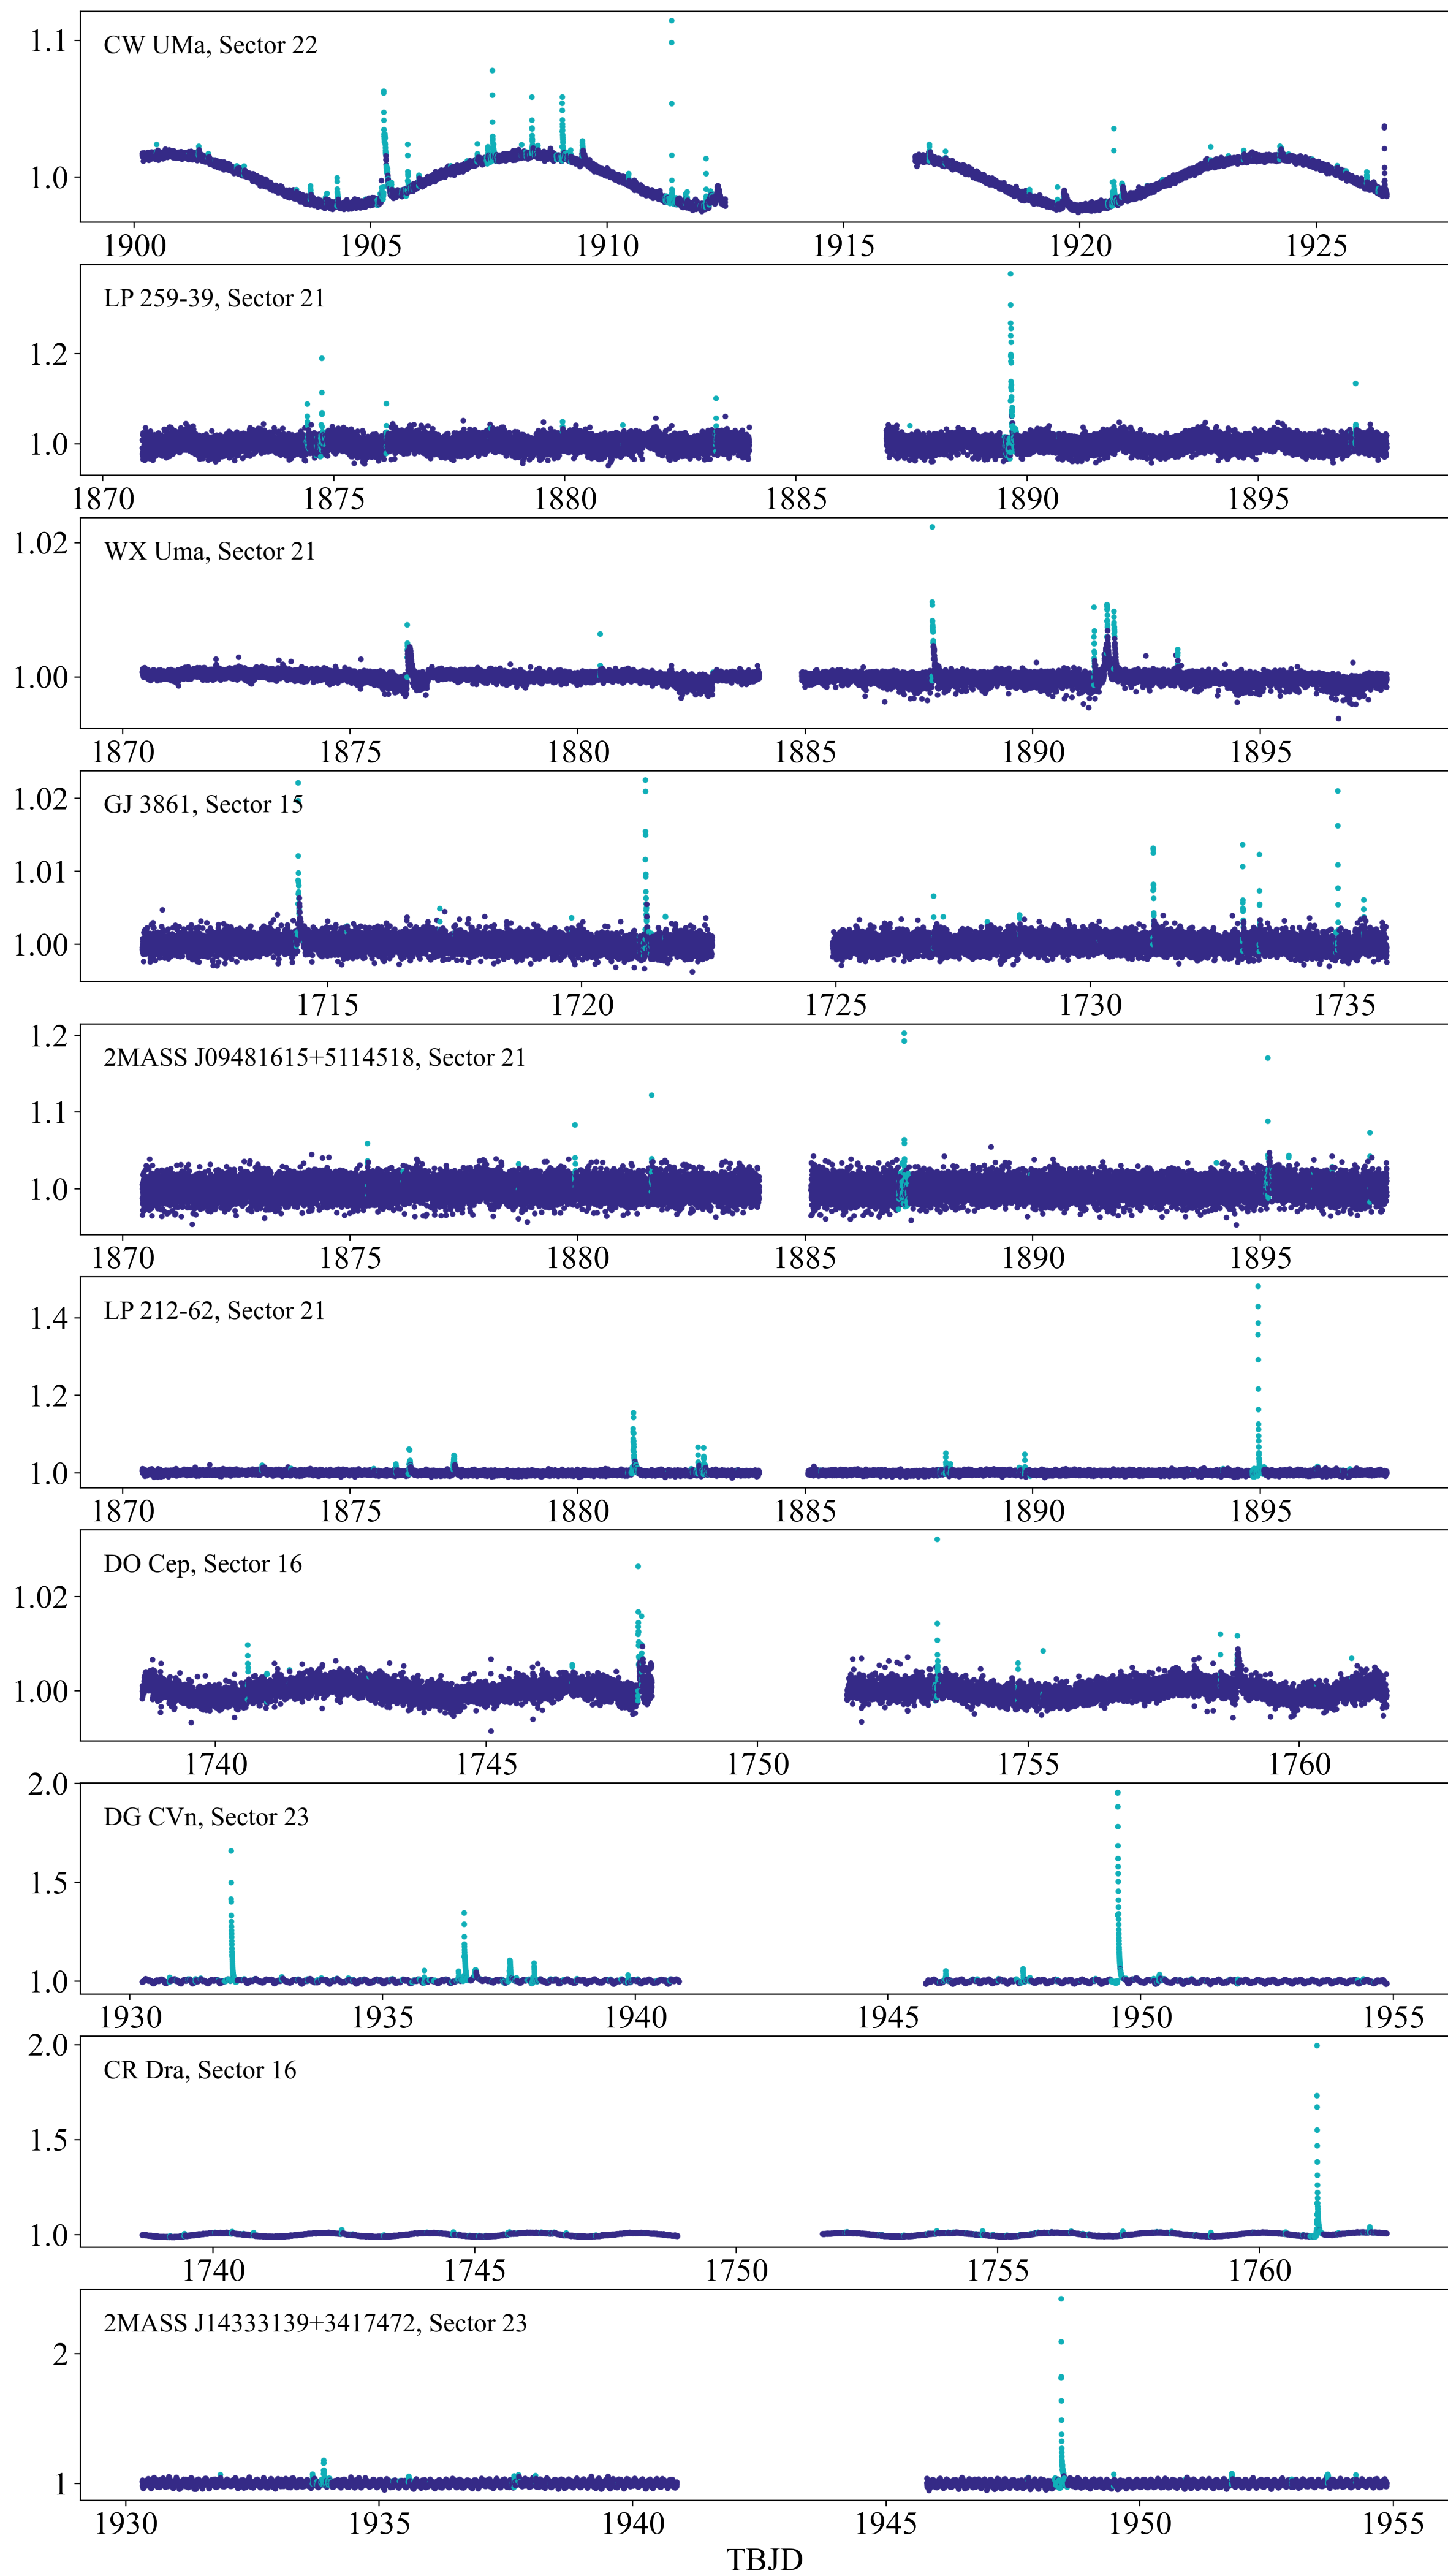 CW UMa, Sector 22
1.1
1.0
1900 1905 1910 1915 1920 1925
LP 259-39, Sector 21
1.2
1.0
1870 1875 1880 1885 1890 1895
WX Uma, Sector 21
1.02
1.00
1870 1875 1880 1885 1890 1895
GJ 3861, Sector 15
1.02
1.01
1.00
1715 1720 1725 1730 1735
2MASS J09481615+5114518, Sector 21
1.2
1.1
1.0
1870 1875 1880 1885 1890 1895
LP 212-62, Sector 21
1.4
1.2
1.0
1870 1875 1880 1885 1890 1895
DO Cep, Sector 16
1.02
1.00
1740 1745 1750 1755 1760
DG CVn, Sector 23
2.0
1.5
1.0
1930 1935 1940 1945 1950 1955
CR Dra, Sector 16
2.0
1.5
1.0
1740 1745 1750 1755 1760
2MASS J14333139+3417472, Sector 23
2
1
1930 1935 1940 1945 1950 1955
TBJD